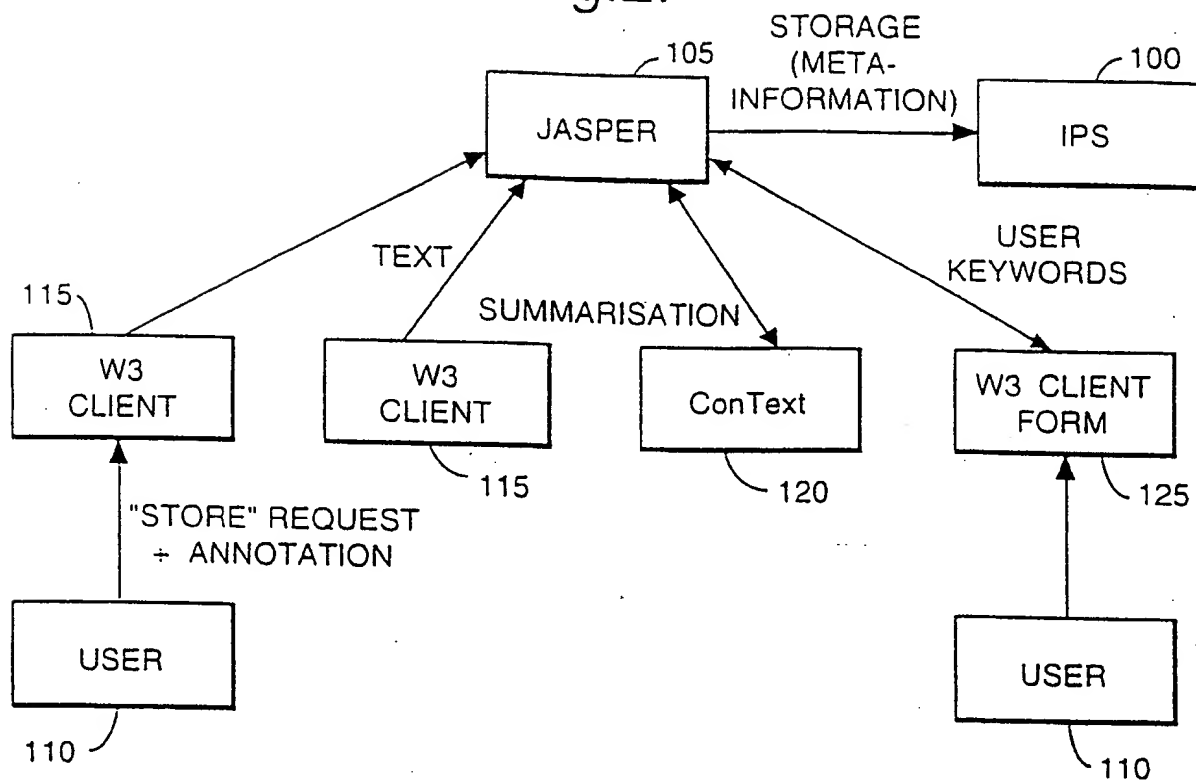 STORAGE
(META-
INFORMATION)
105
100
JASPER
IPS
TEXT
USER
KEYWORDS
SUMMARISATION
115
W3
CLIENT
W3
CLIENT
ConText
W3 CLIENT
FORM
115
120
125
"STORE" REQUEST
÷ ANNOTATION
USER
USER
110
110